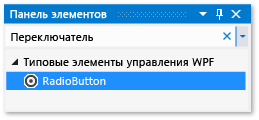 Панель элементов
Переключатель
Типовые элементы управления WPF
RadioButton